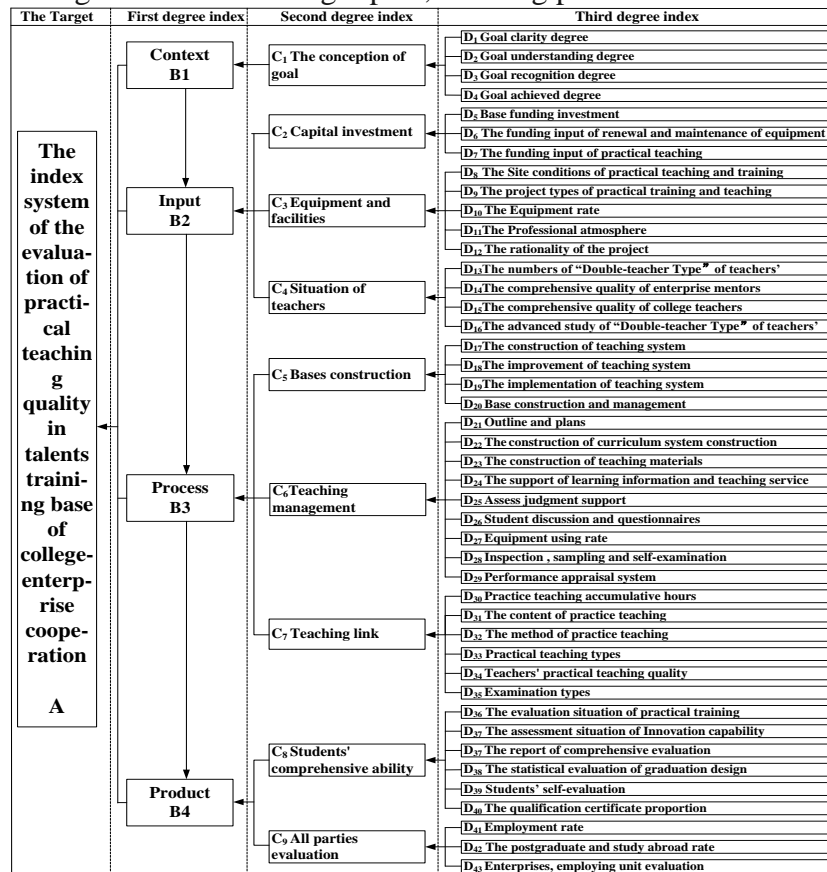 The Target
First degree index
Second degree index
Third degree index
The
index
system
of the
evalua-
tion of
practi-
cal
teachin
g
quality
in
talents
traini-
ng base
of
college-
enterp-
rise
coope-
ration
A
Context
B1
Input
B2
Process
B3
Product
B4
C1 The conception of
goal
C2 Capital investment
C3 Equipment and
facilities
C4 Situation of
teachers
C5 Bases construction
C6 Teaching
management
C7 Teaching link
C8 Students'
comprehensive ability
C9 All parties
evaluation
D1 Goal clarity degree
D2 Goal understanding degree
D3 Goal recognition degree
D4 Goal achieved degree
D5 Base funding investment
D6 The funding input of renewal and maintenance of equipment
D7 The funding input of practical teaching
D8 The Site conditions of practical teaching and training
D9 The project types of practical training and teaching
D10 The Equipment rate
D11 The Professional atmosphere
D12 The rationality of the project
D13 The numbers of “Double-teacher Type” of teachers’
D14 The comprehensive quality of enterprise mentors
D15 The comprehensive quality of college teachers
D16 The advanced study of “Double-teacher Type” of teachers’
D17 The construction of teaching system
D18 The improvement of teaching system
D19 The implementation of teaching system
D20 Base construction and management
D21 Outline and plans
D22 The construction of curriculum system construction
D23 The construction of teaching materials
D24 The support of learning information and teaching service
D25 Assess judgment support
D26 Student discussion and questionnaires
D27 Equipment using rate
D28 Inspection , sampling and self-examination
D29 Performance appraisal system
D30 Practice teaching accumulative hours
D31 The content of practice teaching
D32 The method of practice teaching
D33 Practical teaching types
D34 Teachers' practical teaching quality
D35 Examination types
D36 The evaluation situation of practical training
D37 The assessment situation of Innovation capability
D37 The report of comprehensive evaluation
D38 The statistical evaluation of graduation design
D39 Students’ self-evaluation
D40 The qualification certificate proportion
D41 Employment rate
D42 The postgraduate and study abroad rate
D43 Enterprises, employing unit evaluation